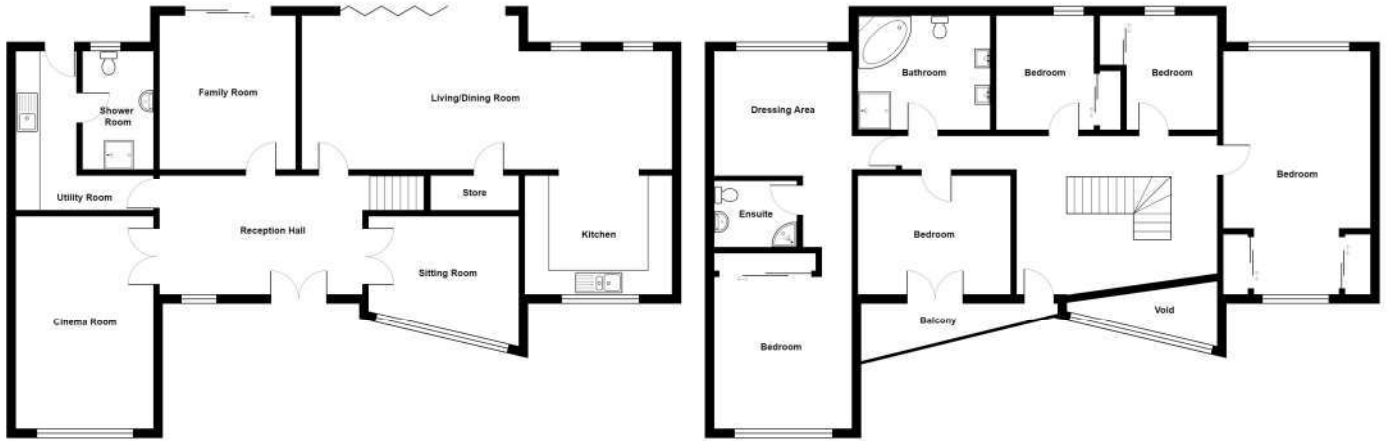 Family Room
Living/Dining Room
Shower
Room
Utility Room
Store
Reception Hall
Kitchen
Sitting Room
Cinema Room
Bathroom
Bedroom
Bedroom
Dressing Area
Bedroom
Ensuite
Bedroom
Balcony
Void
Bedroom